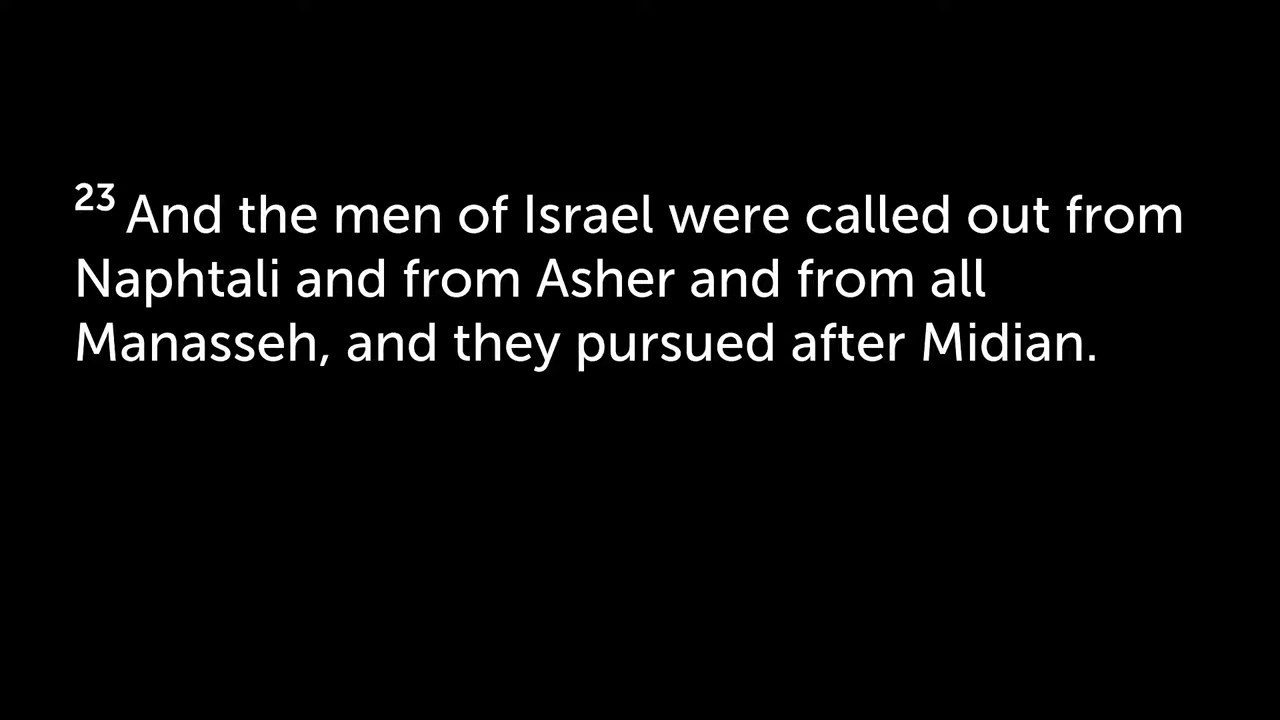 23 And the men of Israel were called out from
Naphtali and from Asher and from all
Manasseh, and they pursued after Midian.